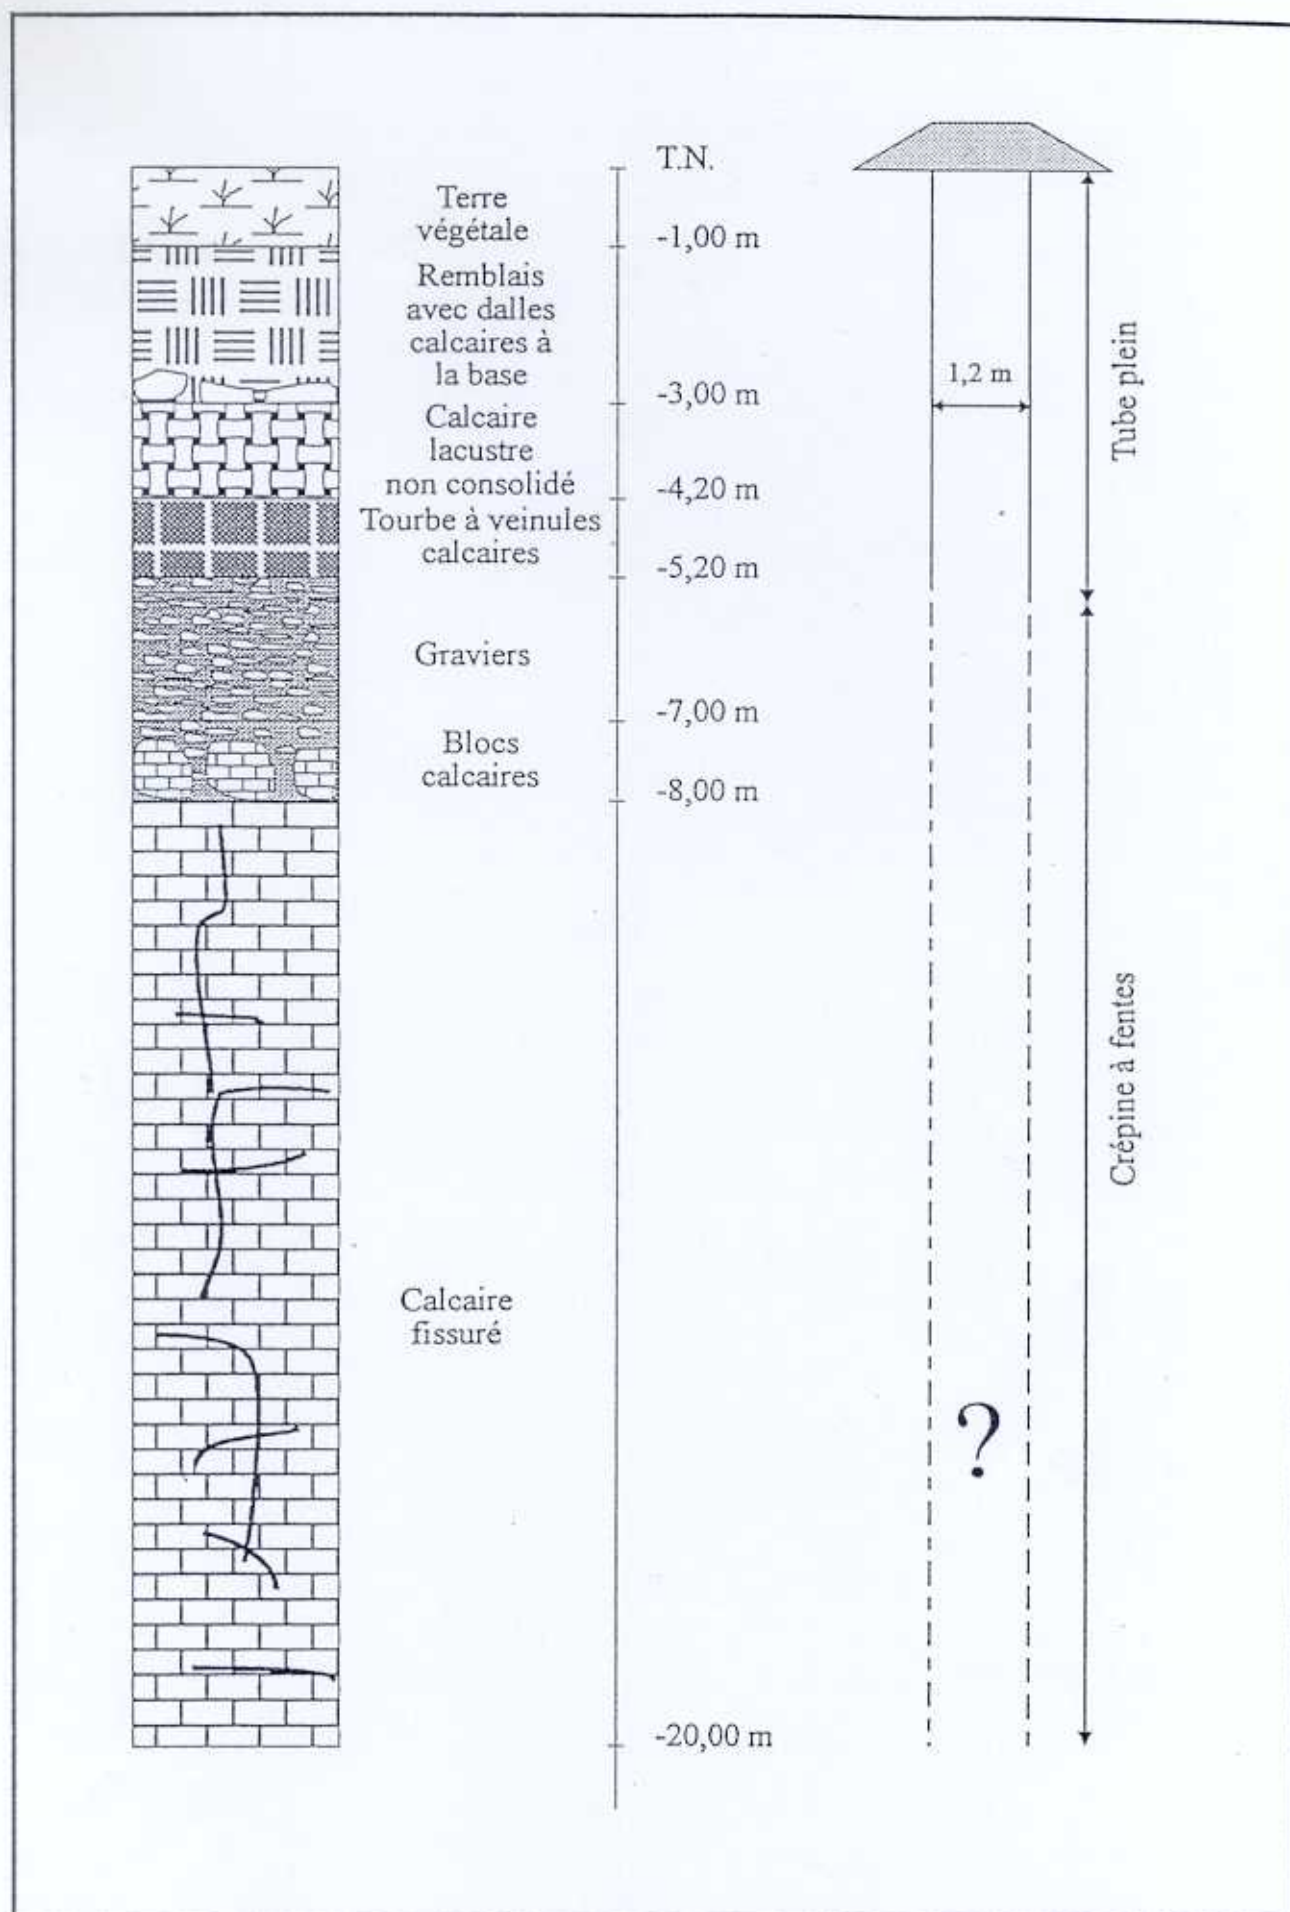 T.N.
Terre
végétale
-1,00 m
Remblais
avec dalles
calcaires à
la base
-3,00 m
Calcaire
lacustre
non consolidé
-4,20 m
Tourbe à veinules
calcaires
-5,20 m
Graviers
-7,00 m
Blocs
calcaires
-8,00 m
Calcaire
fissuré
-20,00 m
1,2 m
Tube plein
Crépine à fentes
?